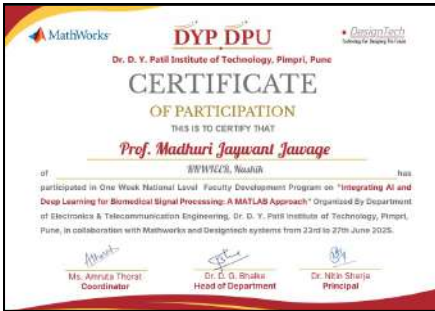 MathWorks
DYP DPU
DesignTech
Dr. D. Y. Patil Institute of Technology, Pimpri, Pune
CERTIFICATE
OF PARTICIPATION
THIS IS TO CERTIFY THAT
Prof. Madhuri Jaywant Jawage
of Nashik has
participated in One Week National Level Faculty Development Program on "Integrating AI and
Deep Learning for Biomedical Signal Processing: A MATLAB Approach" Organized By Department
of Electronics & Telecommunication Engineering, Dr. D. Y. Patil Institute of Technology, Pimpri,
Pune, in collaboration with Mathworks and Designtech systems from 23rd to 27th June 2025.
Ms. Amruta Thorat
Coordinator
Dr. D. G. Bhalke
Head of Department
Dr. Nitin Sherje
Principal